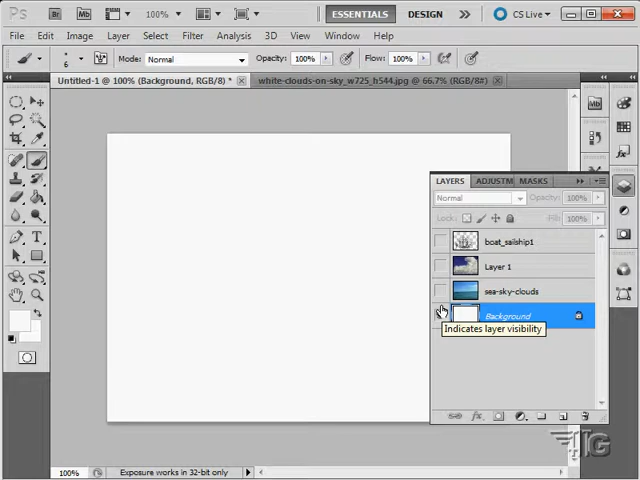 Ps
100%
ESSENTIALS
DESIGN
CS Live
File Edit Image Layer Select Filter Analysis 3D View Window Help
6
Mode: Normal
Opacity: 100%
Flow: 100%
Untitled-1 @ 100% (Background, RGB/8) *
white-clouds-on-sky_w725_h544.jpg @ 66.7% (RGB/8#)
LAYERS ADJUSTM MASKS
Normal
Opacity: 100%
Lock:
Fill: 100%
boat_sailship1
Layer 1
sea-sky-clouds
Background
Indicates layer visibility
fx
100%
Exposure works in 32-bit only